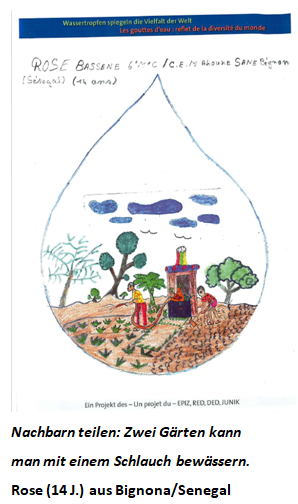 Wassertropfen spiegeln die Vielfalt der Welt
Les gouttes d'eau : reflet de la diversité du monde
ROSE BASSENE 6e M C / C.E.M AHOUNE SANE Bignona
(Sénégal) (14 ans)
Ein Projekt des – Un projet du – EPIZ, RED, DED, JUNIK
Nachbarn teilen: Zwei Gärten kann
man mit einem Schlauch bewässern.
Rose (14 J.) aus Bignona/Senegal